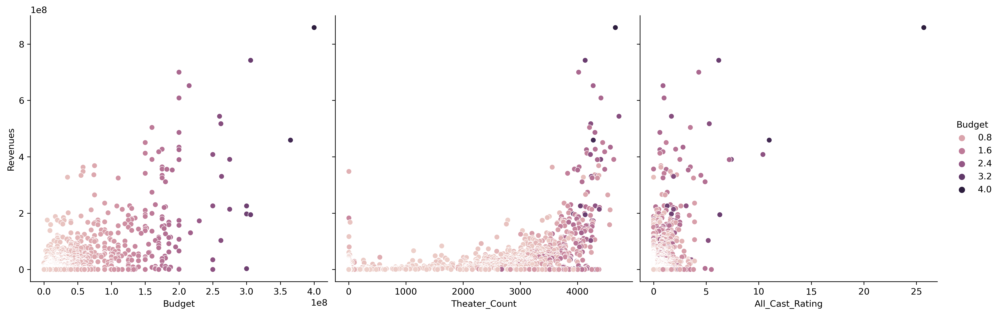 1e8
8
6
4
2
0
Revenues
0.0 0.5 1.0 1.5 2.0 2.5 3.0 3.5 4.0
1e8
Budget
0 1000 2000 3000 4000
Theater_Count
0 5 10 15 20 25
All_Cast_Rating
Budget
0.8
1.6
2.4
3.2
4.0